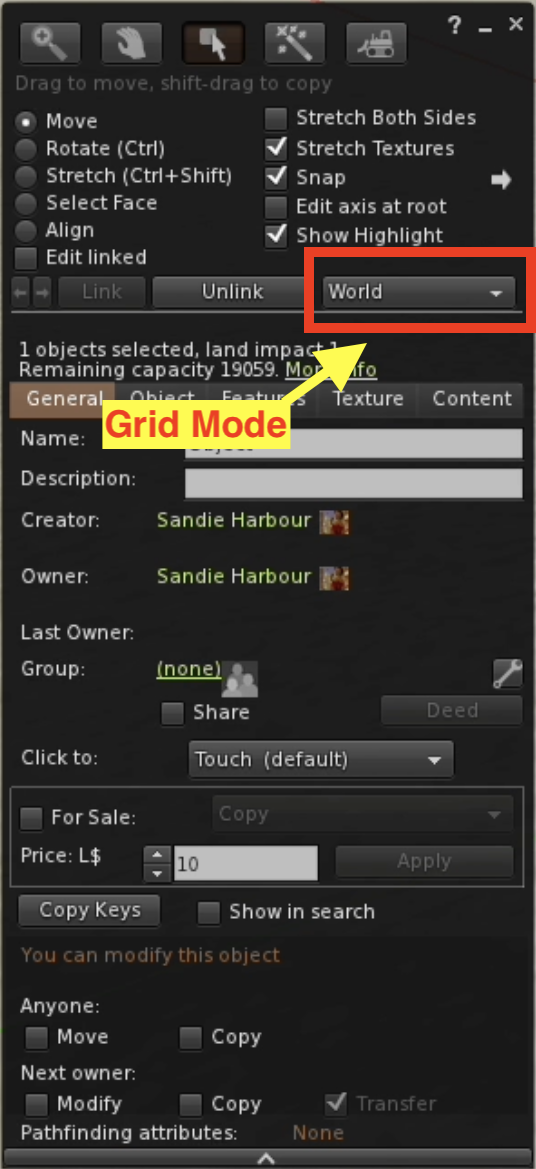 ?
Drag to move, shift-drag to copy
Move
Rotate (Ctrl)
Stretch (Ctrl+Shift)
Select Face
Align
Edit linked
Stretch Both Sides
Stretch Textures
Snap
Edit axis at root
Show Highlight
Link Unlink World
1 objects selected, land impact 1
Remaining capacity 19059. More info
General Object Features Texture Content
Grid Mode
Name: Object
Description:
Creator: Sandie Harbour
Owner: Sandie Harbour
Last Owner:
Group: (none)
Share Deed
Click to: Touch (default)
For Sale: Copy
Price: L$ 10 Apply
Copy Keys Show in search
You can modify this object
Anyone:
Move Copy
Next owner:
Modify Copy Transfer
Pathfinding attributes: None